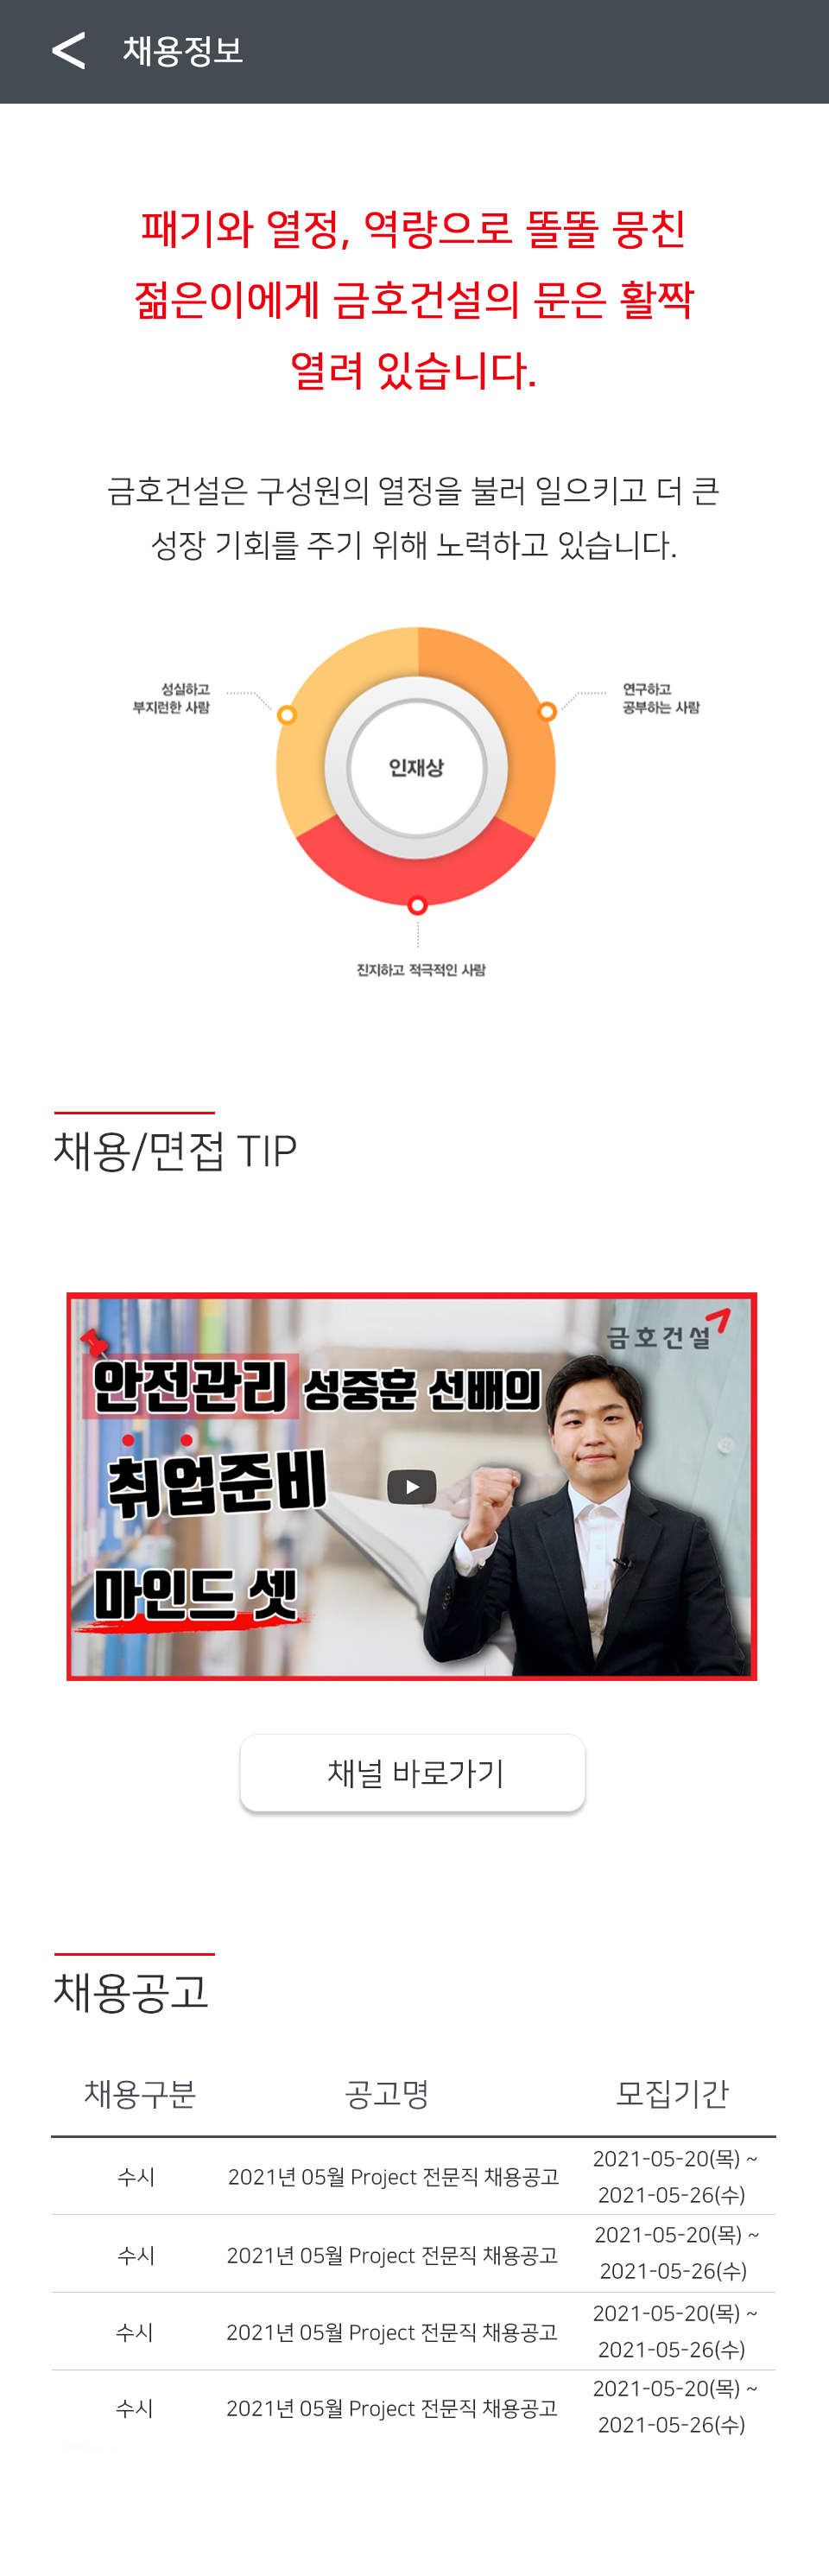 < 채용정보
패기와 열정, 역량으로 똘똘 뭉친
젊은이에게 금호건설의 문은 활짝
열려 있습니다.
금호건설은 구성원의 열정을 불러 일으키고 더 큰
성장 기회를 주기 위해 노력하고 있습니다.
성실하고
부지런한 사람
연구하고
공부하는 사람
인재상
진지하고 적극적인 사람
채용/면접 TIP
금호건설
안전관리 성중훈 선배의
취업준비
마인드 셋
채널 바로가기
채용공고
채용구분 공고명 모집기간
수시 2021년 05월 Project 전문직 채용공고 2021-05-20(목) ~
2021-05-26(수)
수시 2021년 05월 Project 전문직 채용공고 2021-05-20(목) ~
2021-05-26(수)
수시 2021년 05월 Project 전문직 채용공고 2021-05-20(목) ~
2021-05-26(수)
수시 2021년 05월 Project 전문직 채용공고 2021-05-20(목) ~
2021-05-26(수)